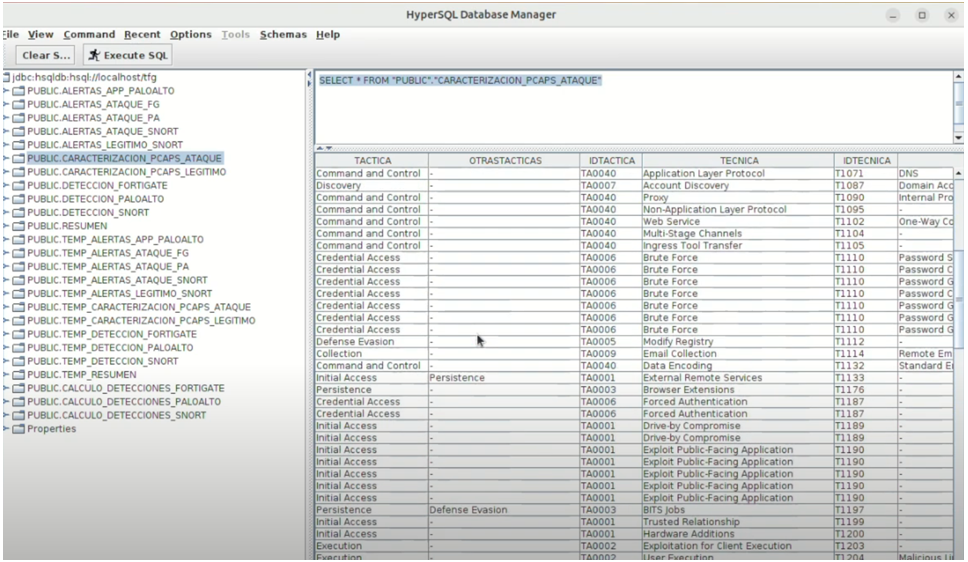 HyperSQL Database Manager
ile View Command Recent Options Tools Schemas Help
Clear S... Execute SQL
jdbc:hsqldb:hsql://localhost/tfg
PUBLIC.ALERTAS_APP_PALOALTO
PUBLIC.ALERTAS_ATAQUE_FG
PUBLIC.ALERTAS_ATAQUE_PA
PUBLIC.ALERTAS_ATAQUE_SNORT
PUBLIC.ALERTAS_LEGITIMO_SNORT
PUBLIC.CARACTERIZACION_PCAPS_ATAQUE
PUBLIC.CARACTERIZACION_PCAPS_LEGITIMO
PUBLIC.DETECCION_FORTIGATE
PUBLIC.DETECCION_PALOALTO
PUBLIC.DETECCION_SNORT
PUBLIC.RESUMEN
PUBLIC.TEMP_ALERTAS_APP_PALOALTO
PUBLIC.TEMP_ALERTAS_ATAQUE_FG
PUBLIC.TEMP_ALERTAS_ATAQUE_PA
PUBLIC.TEMP_ALERTAS_ATAQUE_SNORT
PUBLIC.TEMP_ALERTAS_LEGITIMO_SNORT
PUBLIC.TEMP_CARACTERIZACION_PCAPS_ATAQUE
PUBLIC.TEMP_CARACTERIZACION_PCAPS_LEGITIMO
PUBLIC.TEMP_DETECCION_FORTIGATE
PUBLIC.TEMP_DETECCION_PALOALTO
PUBLIC.TEMP_DETECCION_SNORT
PUBLIC.TEMP_RESUMEN
PUBLIC.CALCULO_DETECCIONES_FORTIGATE
PUBLIC.CALCULO_DETECCIONES_PALOALTO
PUBLIC.CALCULO_DETECCIONES_SNORT
Properties
SELECT * FROM "PUBLIC"."CARACTERIZACION_PCAPS_ATAQUE"
TACTICA OTRASTACTICAS IDTACTICA TECNICA IDTECNICA
Command and Control - TA0040 Application Layer Protocol T1071 DNS
Discovery - TA0007 Account Discovery T1087 Domain Acc
Command and Control - TA0040 Proxy T1090 Internal Pro
Command and Control - TA0040 Non-Application Layer Protocol T1095 -
Command and Control - TA0040 Web Service T1102 One-Way Co
Command and Control - TA0040 Multi-Stage Channels T1104 -
Command and Control - TA0040 Ingress Tool Transfer T1105 -
Credential Access - TA0006 Brute Force T1110 Password S
Credential Access - TA0006 Brute Force T1110 Password C
Credential Access - TA0006 Brute Force T1110 Password G
Credential Access - TA0006 Brute Force T1110 Password C
Credential Access - TA0006 Brute Force T1110 Password G
Credential Access - TA0006 Brute Force T1110 Password G
Credential Access - TA0006 Brute Force T1110 Password G
Defense Evasion - TA0005 Modify Registry T1112 -
Collection - TA0009 Email Collection T1114 Remote Em
Command and Control - TA0040 Data Encoding T1132 Standard E
Initial Access Persistence TA0001 External Remote Services T1133 -
Persistence - TA0003 Browser Extensions T1176 -
Credential Access - TA0006 Forced Authentication T1187 -
Credential Access - TA0006 Forced Authentication T1187 -
Initial Access - TA0001 Drive-by Compromise T1189 -
Initial Access - TA0001 Drive-by Compromise T1189 -
Initial Access - TA0001 Exploit Public-Facing Application T1190 -
Initial Access - TA0001 Exploit Public-Facing Application T1190 -
Initial Access - TA0001 Exploit Public-Facing Application T1190 -
Initial Access - TA0001 Exploit Public-Facing Application T1190 -
Initial Access - TA0001 Exploit Public-Facing Application T1190 -
Persistence Defense Evasion TA0003 BITS Jobs T1197 -
Initial Access - TA0001 Trusted Relationship T1199 -
Initial Access - TA0001 Hardware Additions T1200 -
Execution - TA0002 Exploitation for Client Execution T1203 -
Execution - TA0002 User Execution T1204 Malicious Li